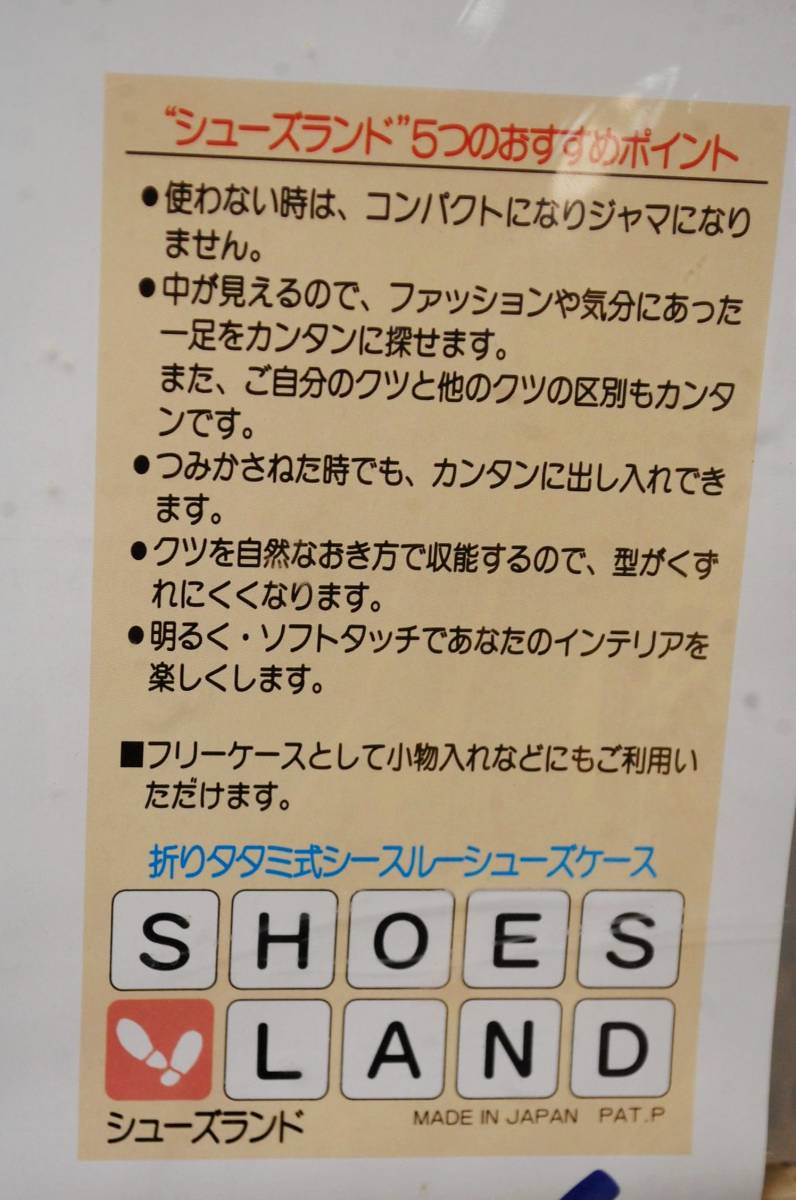 “シューズランド”5つのおすすめポイント
●使わない時は、コンパクトになりジャマになり
ません。
●中が見えるので、ファッションや気分にあった
一足をカンタンに探せます。
また、ご自分のクツと他のクツの区別もカンタ
ンです。
●つみかさねた時でも、カンタンに出し入れでき
ます。
●クツを自然なおき方で収能するので、型がくず
れにくくなります。
●明るく・ソフトタッチであなたのインテリアを
楽しくします。
■フリーケースとして小物入れなどにもご利用い
ただけます。
折りタタミ式シースルーシューズケース
SHOES
LAND
シューズランド MADE IN JAPAN PAT.P